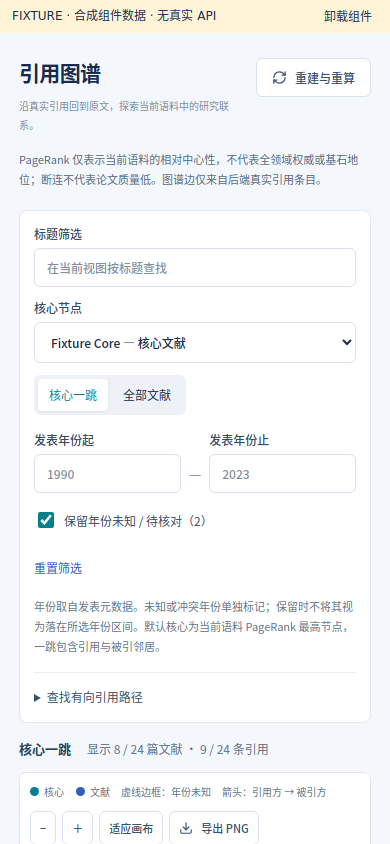 FIXTURE · 合成组件数据 · 无真实 API
卸载组件
引用图谱
重建与重算
沿真实引用回到原文，探索当前语料中的研究联
系。
PageRank 仅表示当前语料的相对中心性，不代表全领域权威或基石地
位；断连不代表论文质量低。图谱边仅来自后端真实引用条目。
标题筛选
在当前视图按标题查找
核心节点
Fixture Core — 核心文献
核心一跳
全部文献
发表年份起
发表年份止
1990
—
2023
保留年份未知 / 待核对（2）
重置筛选
年份取自发表元数据。未知或冲突年份单独标记；保留时不将其视
为落在所选年份区间。默认核心为当前语料 PageRank 最高节点，
一跳包含引用与被引邻居。
▶ 查找有向引用路径
核心一跳
显示 8 / 24 篇文献 · 9 / 24 条引用
核心
文献
虚线边框：年份未知
箭头：引用方 → 被引方
−
+
适应画布
导出 PNG